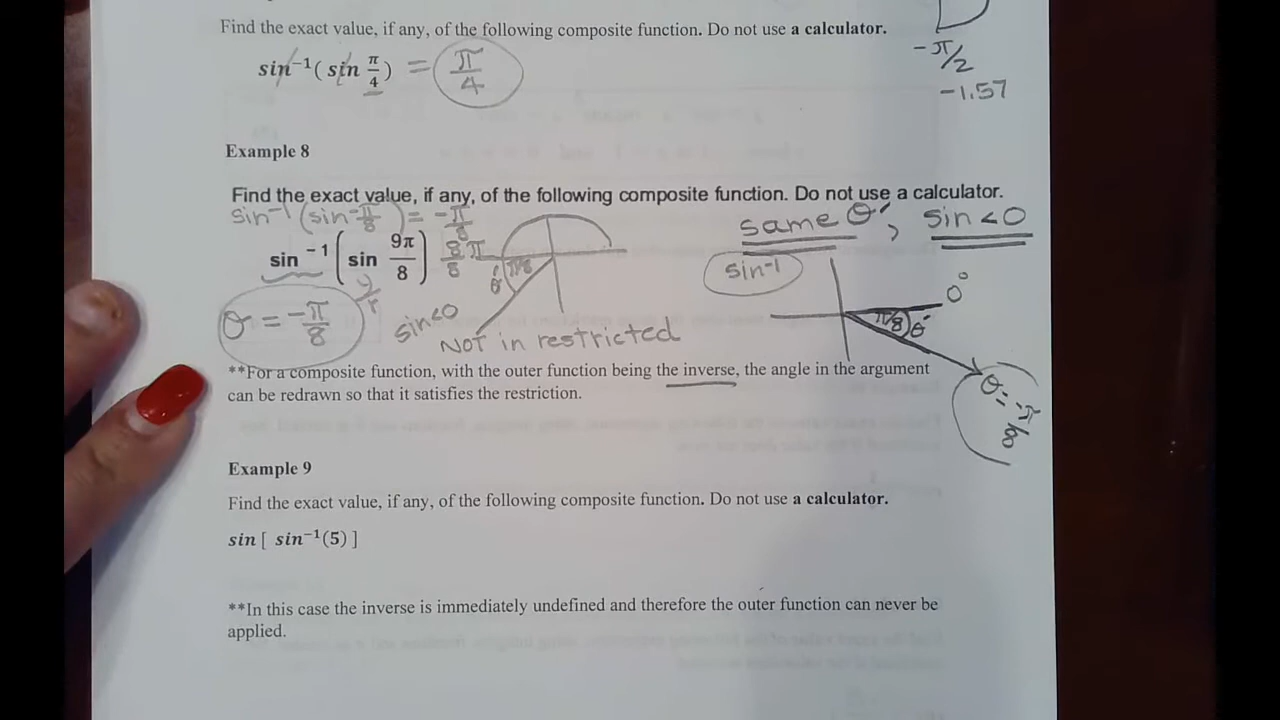 Find the exact value, if any, of the following composite function. Do not use a calculator.
sin⁻¹(sin π/4) = π/4
-π/2
-1.57
Example 8
Find the exact value, if any, of the following composite function. Do not use a calculator.
sin⁻¹(sin -π/8) = -π/8
same θ′, sin<0
sin⁻¹(sin 9π/8) 8π/8
y/r
π/8
θ′
sin⁻¹
0°
π/8 θ′
θ = -π/8
sin<0
NOT in restricted
θ = -π/8
**For a composite function, with the outer function being the inverse, the angle in the argument
can be redrawn so that it satisfies the restriction.
Example 9
Find the exact value, if any, of the following composite function. Do not use a calculator.
sin [ sin⁻¹(5) ]
**In this case the inverse is immediately undefined and therefore the outer function can never be
applied.